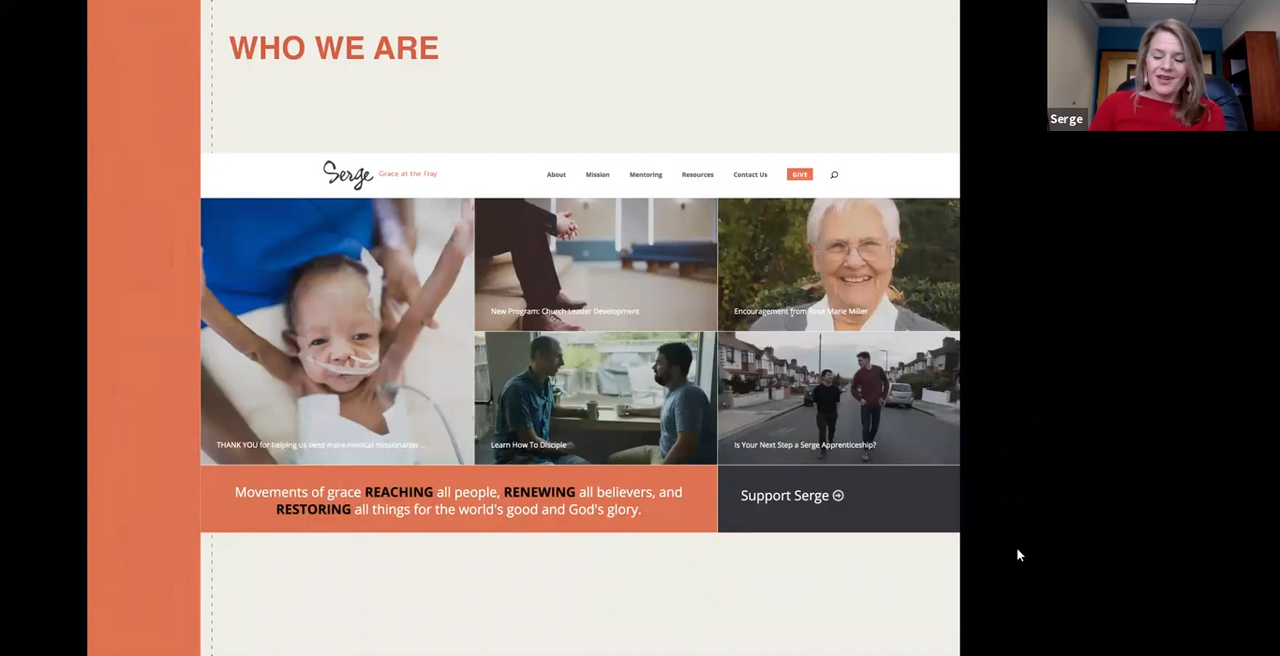 WHO WE ARE
Serge
Serge Grace at the Fray
About Mission Mentoring Resources Contact Us GIVE
New Program: Church Leader Development
Encouragement from Rose Marie Miller
THANK YOU for helping us send more medical missionaries ...
Learn How To Disciple
Is Your Next Step a Serge Apprenticeship?
Movements of grace REACHING all people, RENEWING all believers, and
RESTORING all things for the world's good and God's glory.
Support Serge